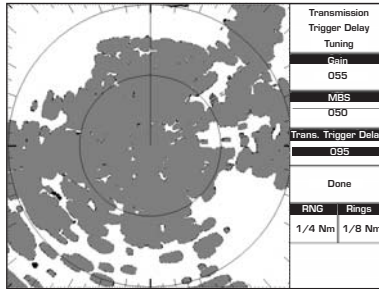 Transmission
Trigger Delay
Tuning
Gain
055
MBS
050
Trans. Trigger Dela
095
Done
RNG Rings
1/4 Nm 1/8 Nm